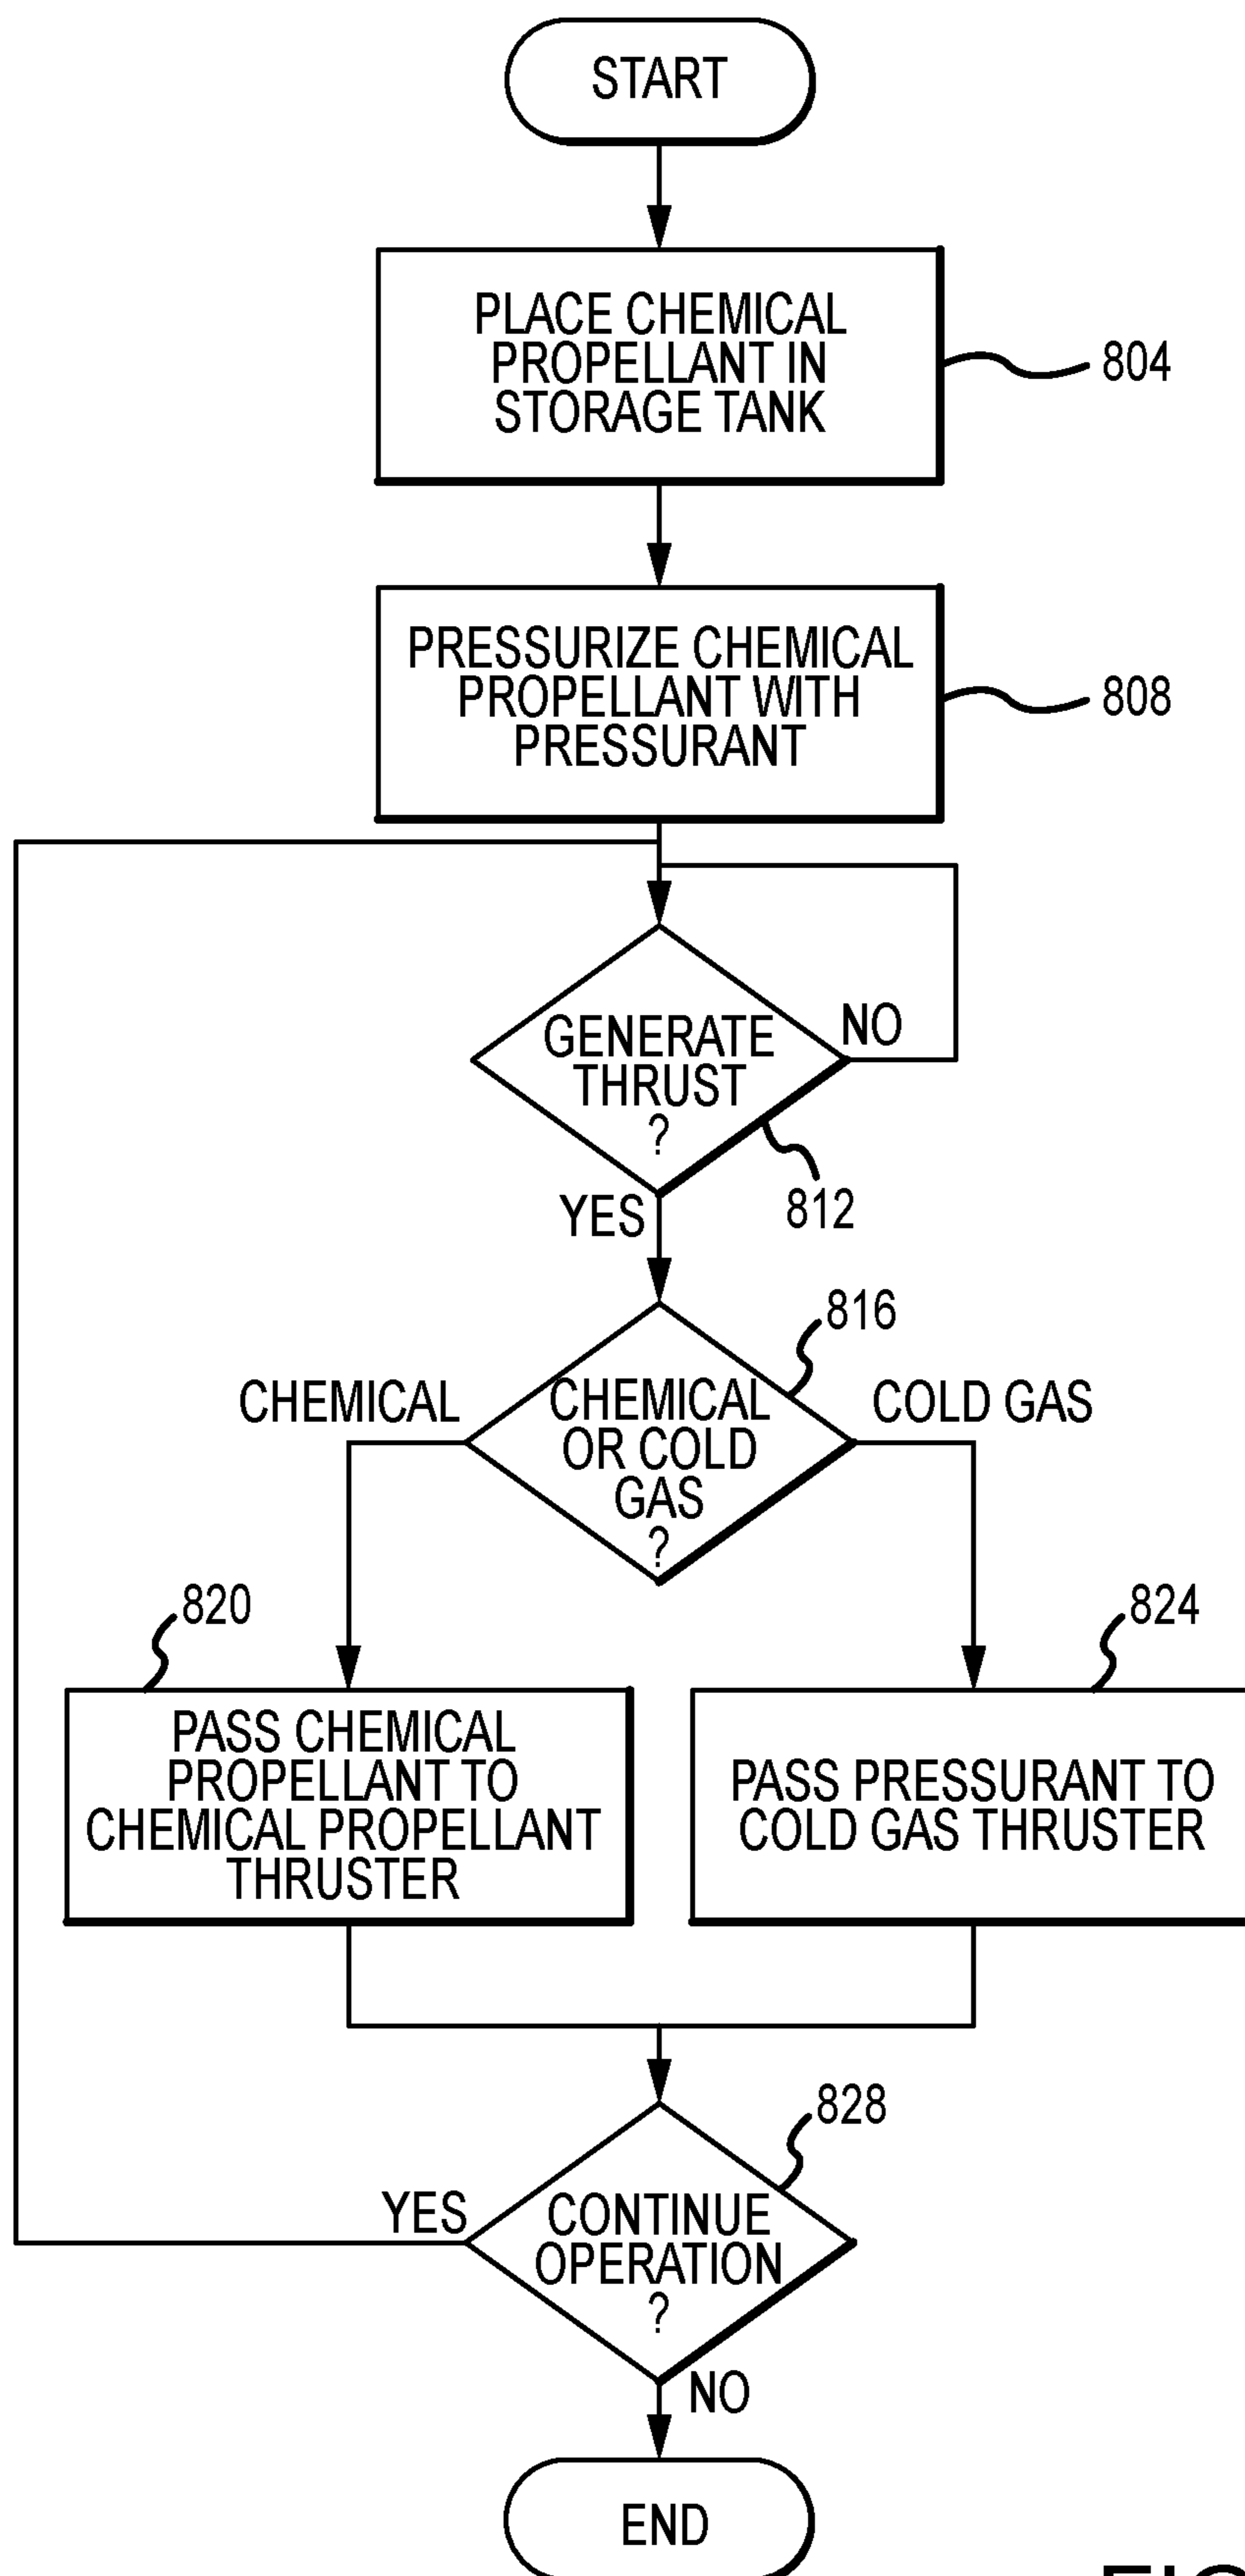 START
PLACE CHEMICAL
PROPELLANT IN
STORAGE TANK
804
PRESSURIZE CHEMICAL
PROPELLANT WITH
PRESSURANT
808
GENERATE
THRUST
?
NO
812
YES
816
CHEMICAL
CHEMICAL
OR COLD
GAS
?
COLD GAS
820
824
PASS CHEMICAL
PROPELLANT TO
CHEMICAL PROPELLANT
THRUSTER
PASS PRESSURANT TO
COLD GAS THRUSTER
828
YES
CONTINUE
OPERATION
?
NO
END